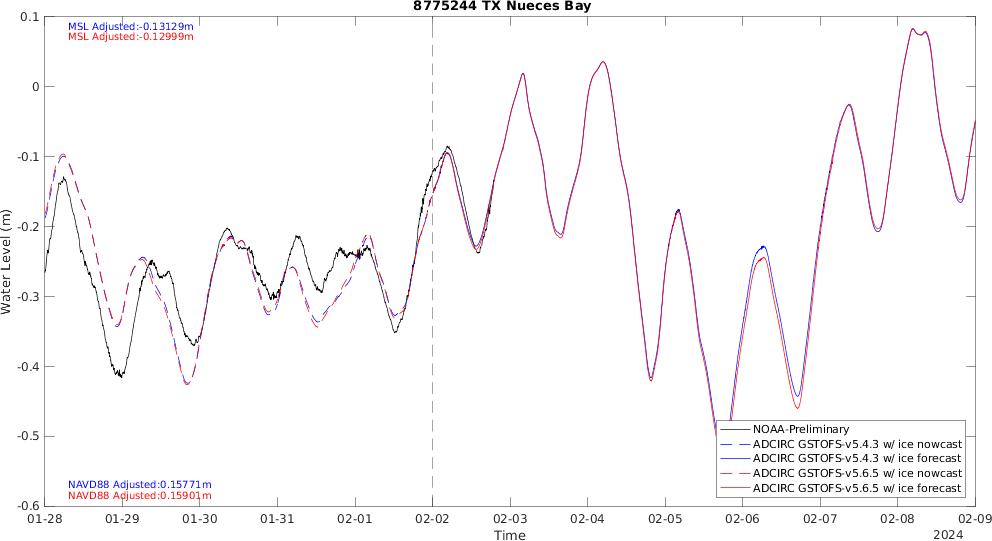 8775244 TX Nueces Bay
MSL Adjusted:-0.13129m
MSL Adjusted:-0.12999m
0.1
0
-0.1
-0.2
-0.3
-0.4
-0.5
-0.6
Water Level (m)
NAVD88 Adjusted:0.15771m
NAVD88 Adjusted:0.15901m
NOAA-Preliminary
ADCIRC GSTOFS-v5.4.3 w/ ice nowcast
ADCIRC GSTOFS-v5.4.3 w/ ice forecast
ADCIRC GSTOFS-v5.6.5 w/ ice nowcast
ADCIRC GSTOFS-v5.6.5 w/ ice forecast
01-28 01-29 01-30 01-31 02-01 02-02 02-03 02-04 02-05 02-06 02-07 02-08 02-09
Time
2024